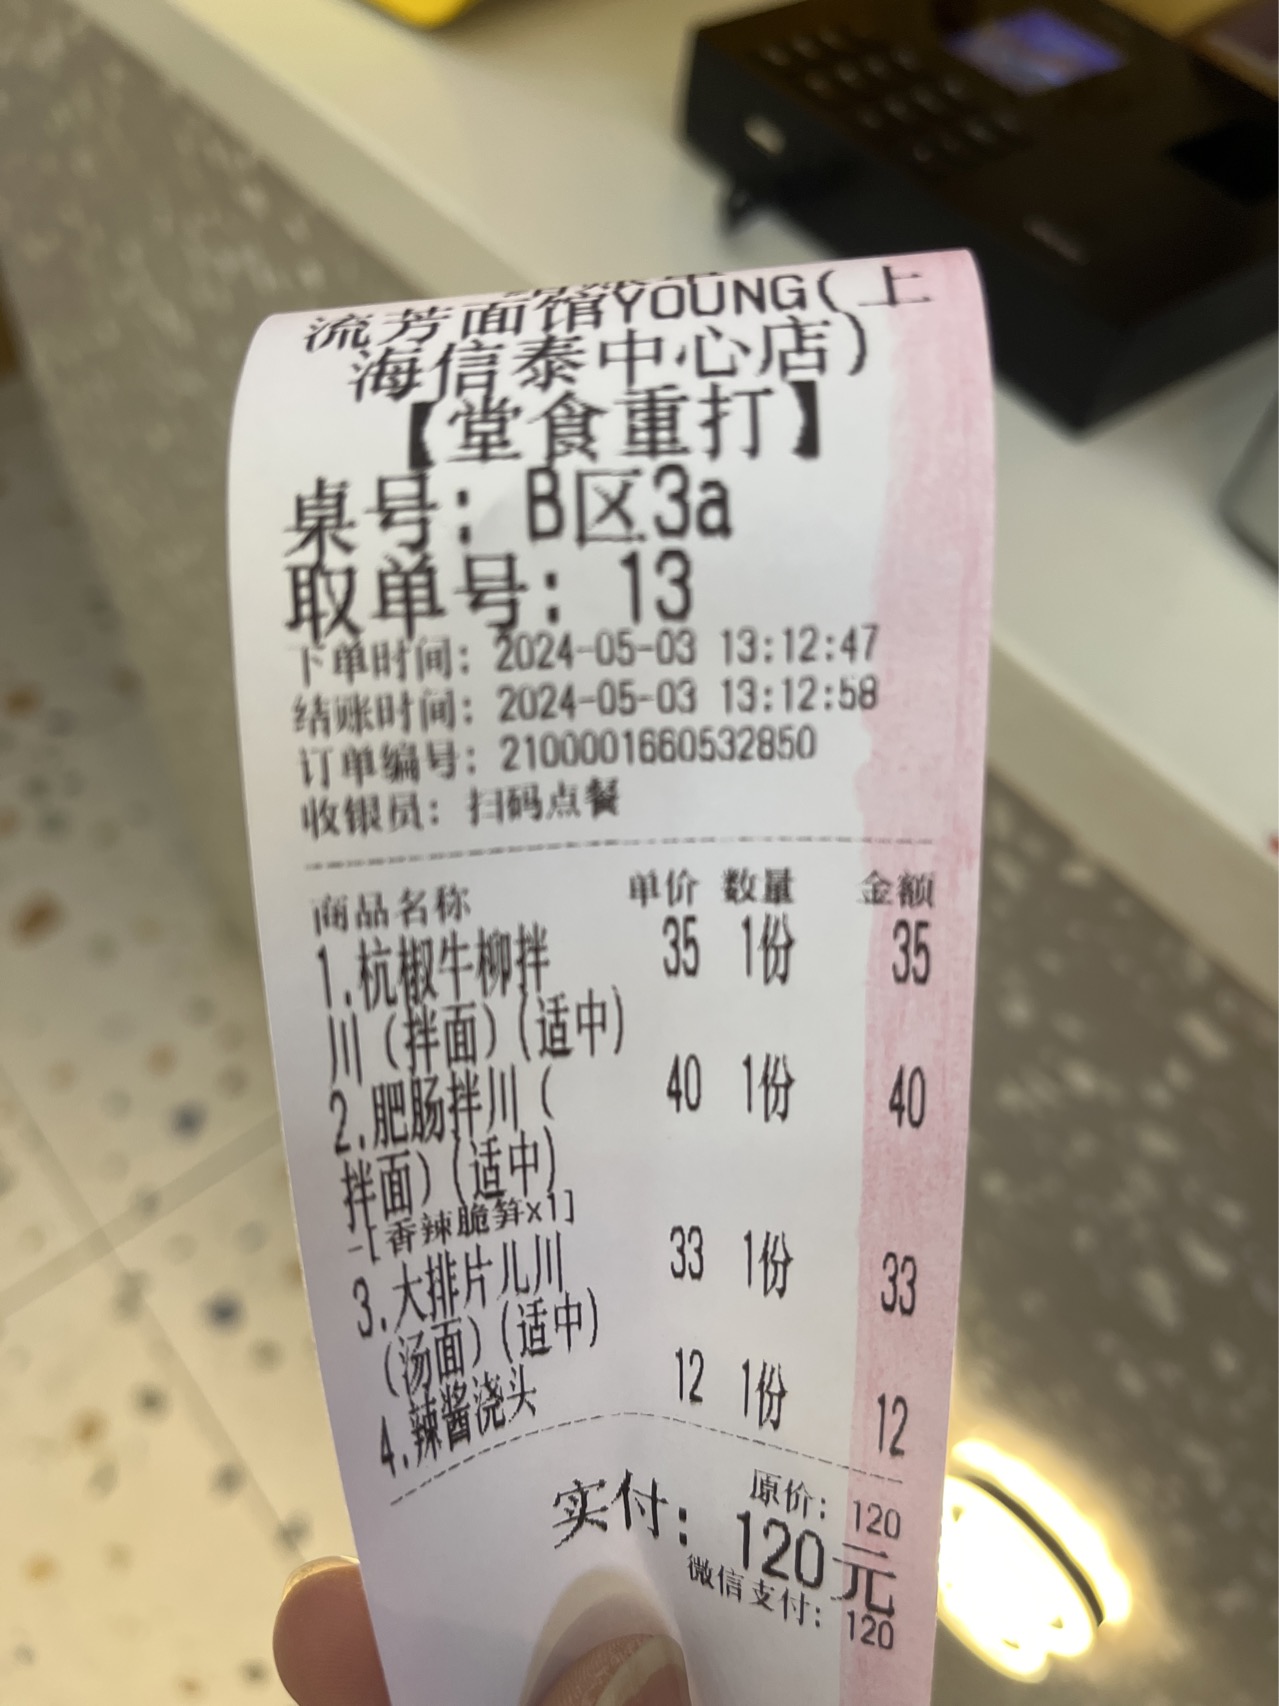 流芳面馆YOUNG(上
海信泰中心店)
【堂食重打】
桌号: B区3a
取单号: 13
下单时间: 2024-05-03 13:12:47
结账时间: 2024-05-03 13:12:58
订单编号: 2100001660532850
收银员: 扫码点餐
商品名称 单价 数量 金额
1.杭椒牛柳拌 35 1份 35
川(拌面)(适中)
2.肥肠拌川( 40 1份 40
拌面)(适中)
-[香辣脆笋x1]
3.大排片儿川 33 1份 33
(汤面)(适中)
4.辣酱浇头 12 1份 12
原价: 120
实付: 120元
微信支付: 120